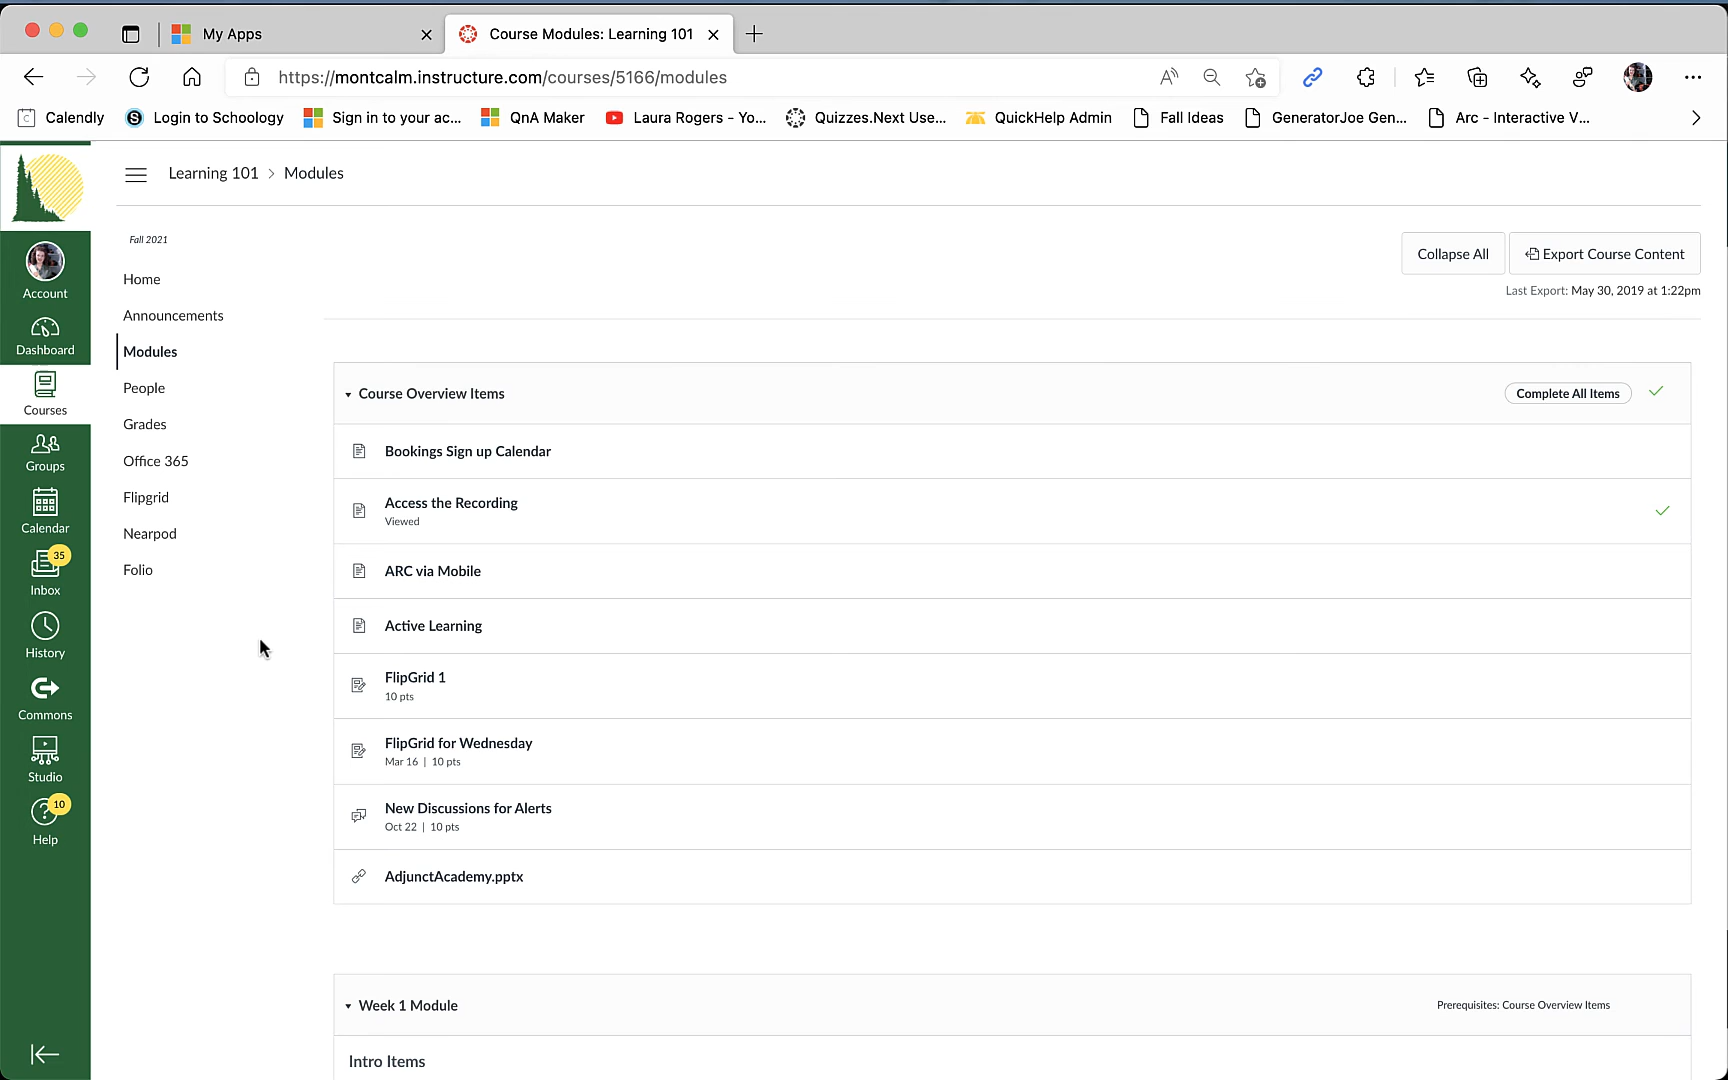 My Apps
Course Modules: Learning 101
https://montcalm.instructure.com/courses/5166/modules
Calendly
Login to Schoology
Sign in to your ac...
QnA Maker
Laura Rogers - Yo...
Quizzes.Next Use...
QuickHelp Admin
Fall Ideas
GeneratorJoe Gen...
Arc - Interactive V...
Learning 101 > Modules
Account
Dashboard
Courses
Groups
Calendar
35
Inbox
History
Commons
Studio
10
Help
Fall 2021
Home
Announcements
Modules
People
Grades
Office 365
Flipgrid
Nearpod
Folio
Collapse All
Export Course Content
Last Export: May 30, 2019 at 1:22pm
Course Overview Items
Complete All Items
Bookings Sign up Calendar
Access the Recording
Viewed
ARC via Mobile
Active Learning
FlipGrid 1
10 pts
FlipGrid for Wednesday
Mar 16 | 10 pts
New Discussions for Alerts
Oct 22 | 10 pts
AdjunctAcademy.pptx
Week 1 Module
Prerequisites: Course Overview Items
Intro Items